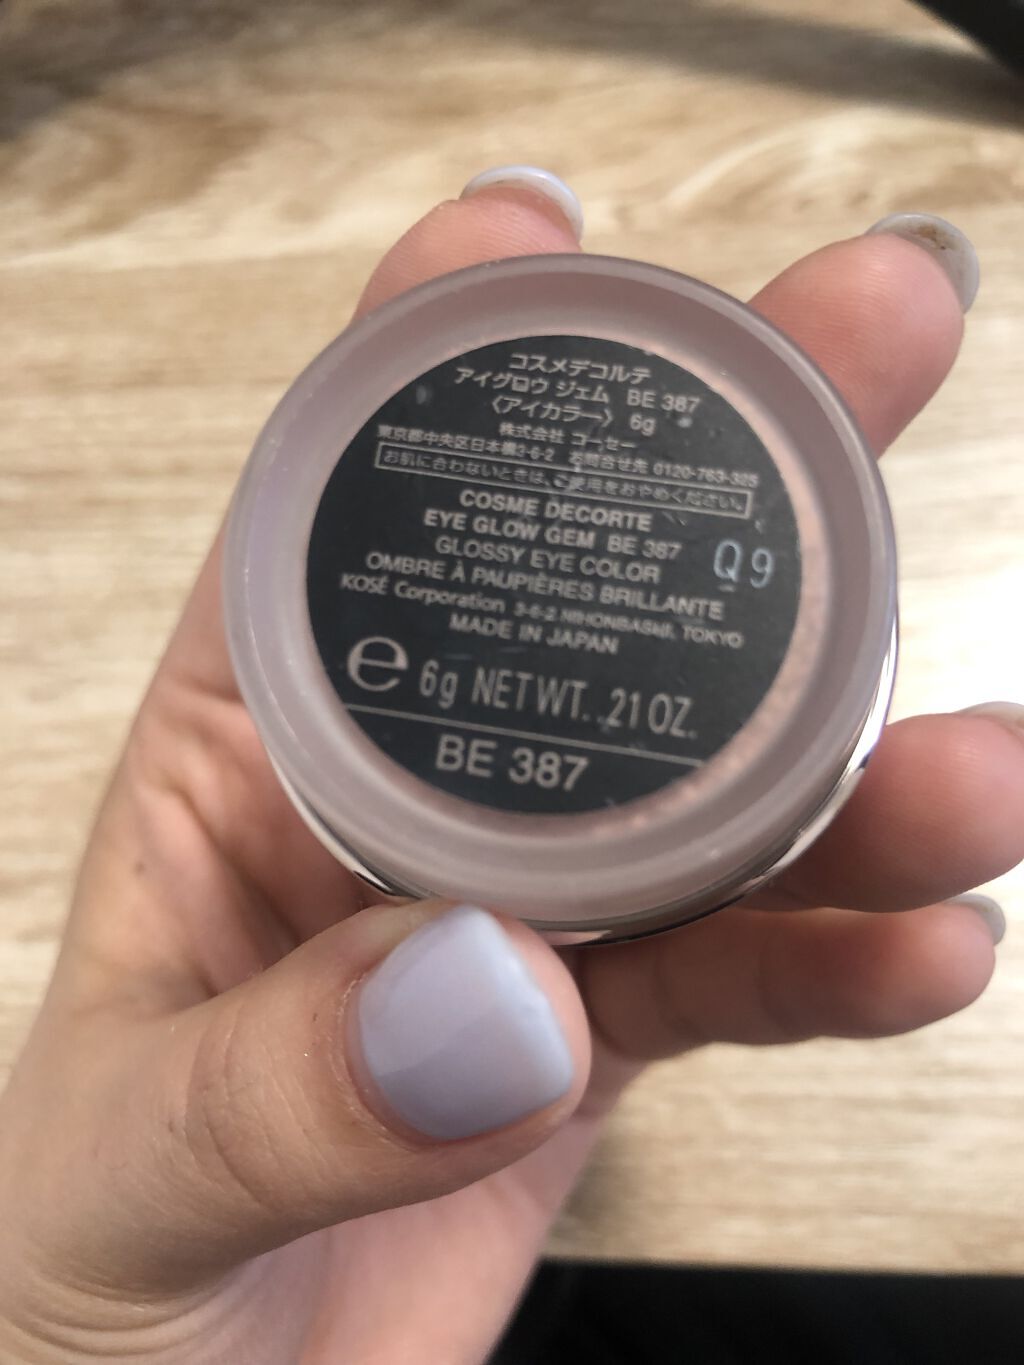 コスメデコルテ
アイグロウ ジェム BE 387
〈アイカラー〉 6g
株式会社 コーセー
東京都中央区日本橋3-6-2 お問合せ先 0120-763-325
お肌に合わないときは、ご使用をおやめください。
COSME DECORTE
EYE GLOW GEM BE 387
GLOSSY EYE COLOR
Q9
OMBRE À PAUPIÈRES BRILLANTE
KOSÉ Corporation 3-6-2 NIHONBASHI, TOKYO
MADE IN JAPAN
e 6g NET WT. .21 OZ.
BE 387